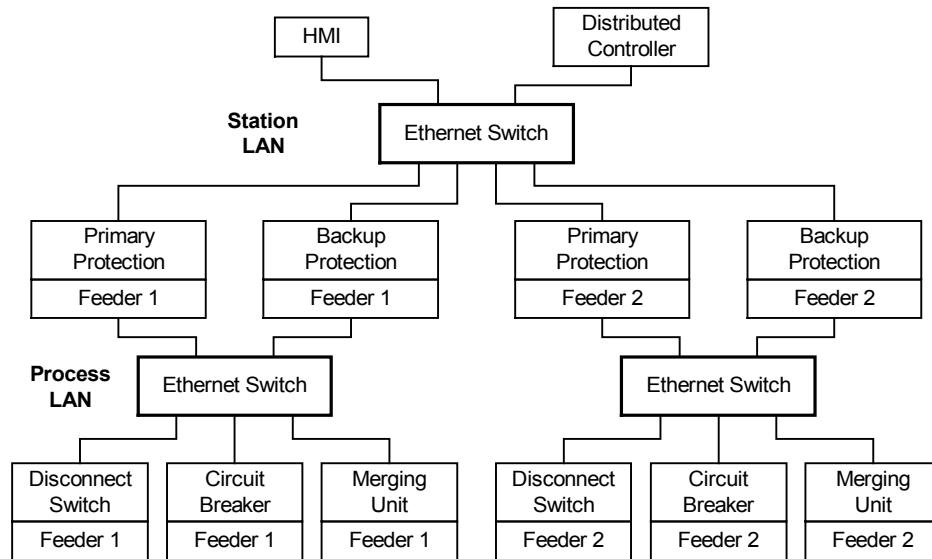 HMI
Distributed
Controller
Station
LAN
Ethernet Switch
Primary
Protection
Feeder 1
Backup
Protection
Feeder 1
Primary
Protection
Feeder 2
Backup
Protection
Feeder 2
Process
LAN
Ethernet Switch
Ethernet Switch
Disconnect
Switch
Feeder 1
Circuit
Breaker
Feeder 1
Merging
Unit
Feeder 1
Disconnect
Switch
Feeder 2
Circuit
Breaker
Feeder 2
Merging
Unit
Feeder 2